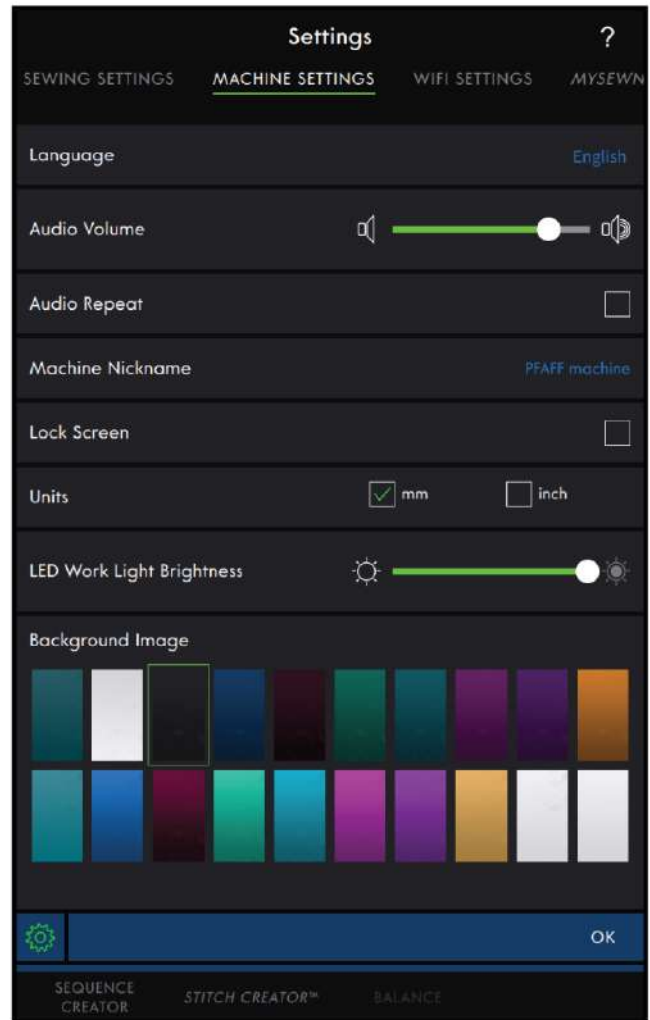 Settings ?
SEWING SETTINGS MACHINE SETTINGS WIFI SETTINGS MYSEWN
Language English
Audio Volume
Audio Repeat
Machine Nickname PFAFF machine
Lock Screen
Units mm inch
LED Work Light Brightness
Background Image
OK
SEQUENCE
CREATOR STITCH CREATOR™ BALANCE